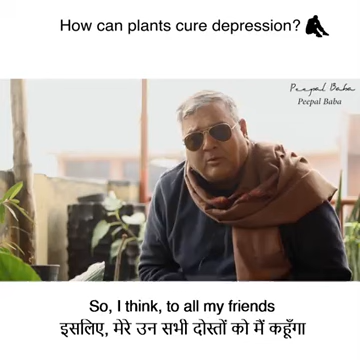 How can plants cure depression?
Peepal Baba
Peepal Baba
So, I think, to all my friends
इसलिए, मेरे उन सभी दोस्तों को मैं कहूँगा